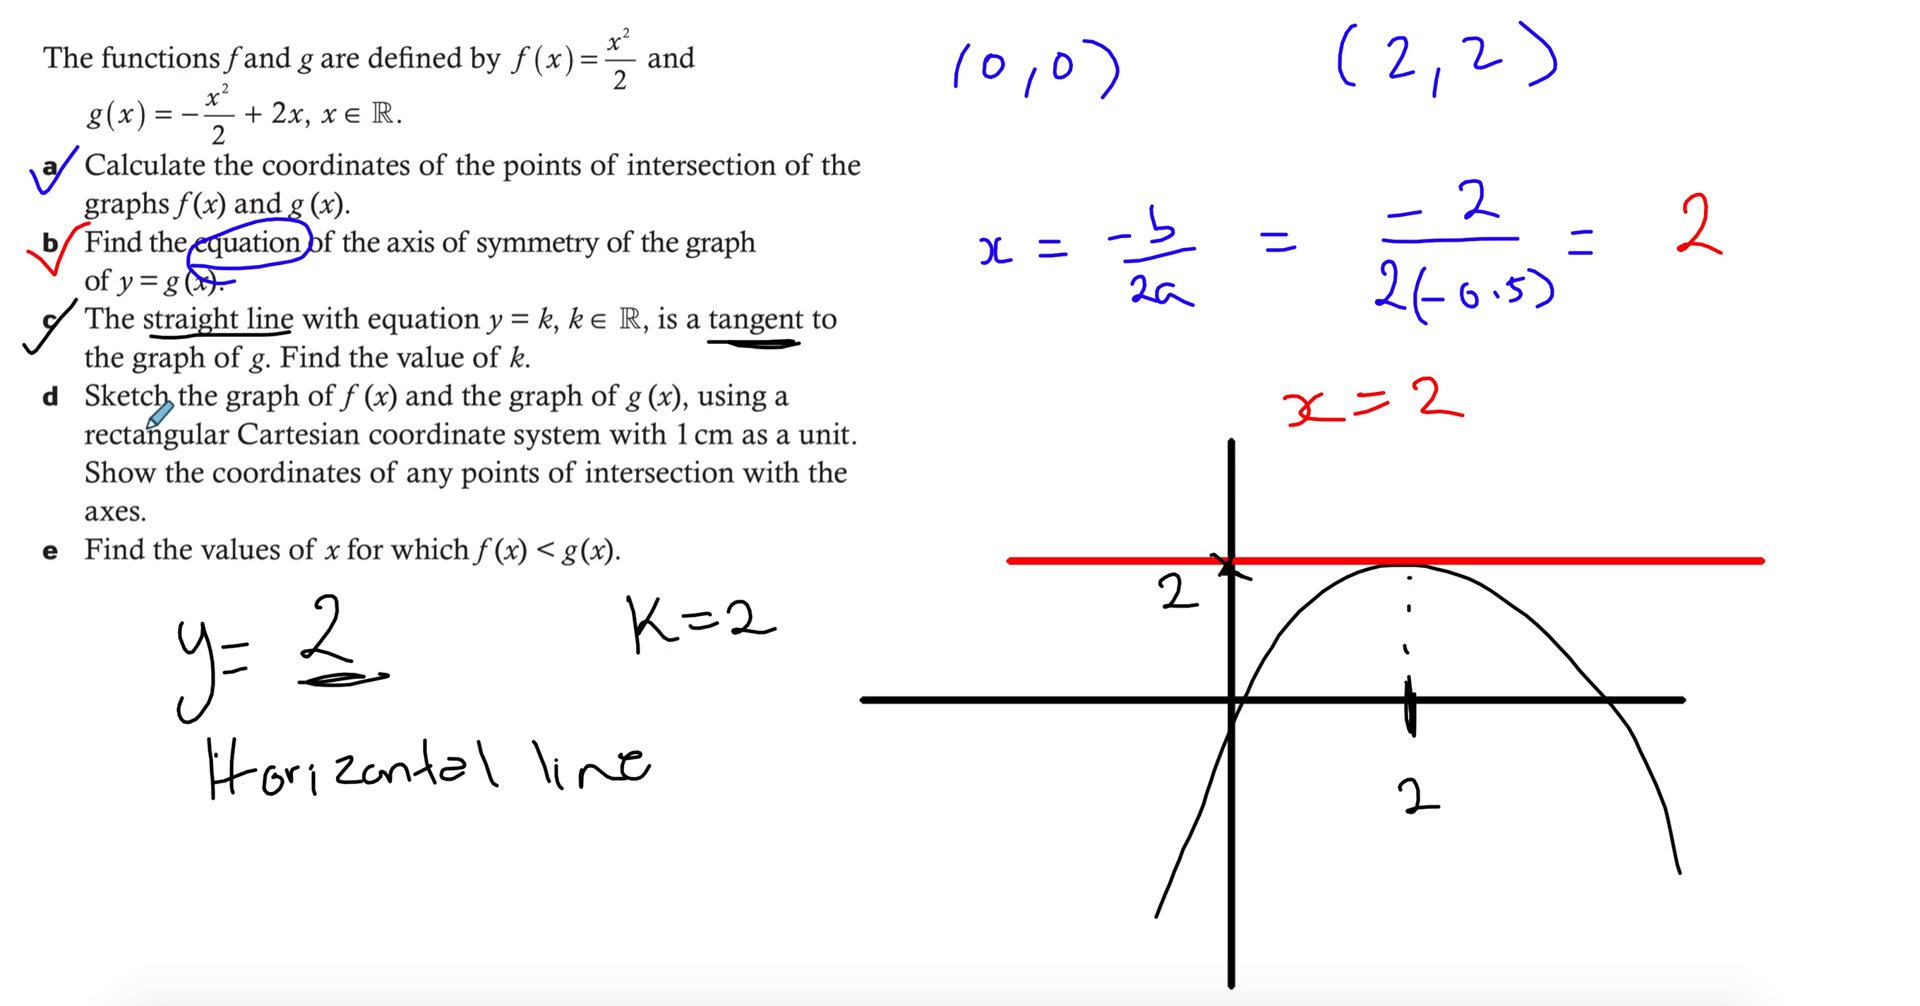 The functions f and g are defined by f(x) = x²/2 and
g(x) = −x²/2 + 2x, x ∈ ℝ.
a Calculate the coordinates of the points of intersection of the
graphs f(x) and g(x).
b Find the equation of the axis of symmetry of the graph
of y = g(x).
c The straight line with equation y = k, k ∈ ℝ, is a tangent to
the graph of g. Find the value of k.
d Sketch the graph of f(x) and the graph of g(x), using a
rectangular Cartesian coordinate system with 1 cm as a unit.
Show the coordinates of any points of intersection with the
axes.
e Find the values of x for which f(x) < g(x).
y = 2
K = 2
Horizontal line
(0,0)
(2,2)
x = -b/2a = -2/2(-0.5) = 2
x = 2
2
2